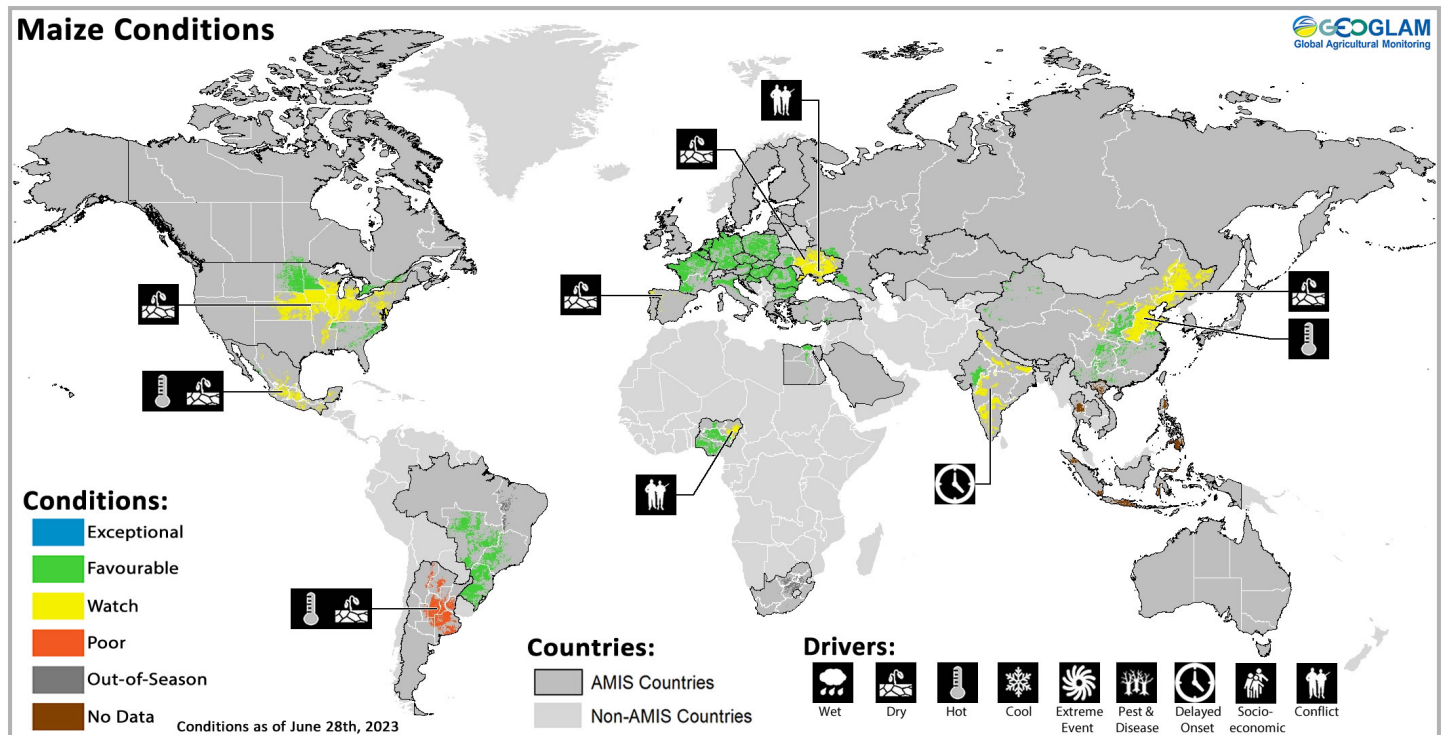 Maize Conditions
GEOGLAM
Global Agricultural Monitoring
Conditions:
Exceptional
Favourable
Watch
Poor
Out-of-Season
No Data
Conditions as of June 28th, 2023
Countries:
AMIS Countries
Non-AMIS Countries
Drivers:
Wet
Dry
Hot
Cool
Extreme
Event
Pest &
Disease
Delayed
Onset
Socio-
economic
Conflict